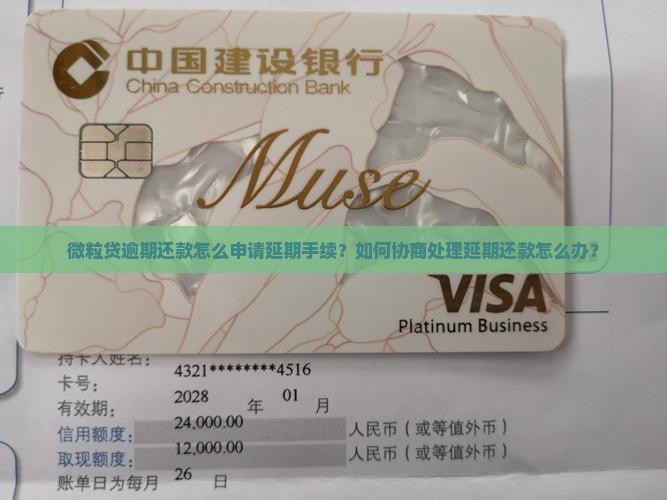 中国建设银行
China Construction Bank
Muse
微粒贷逾期还款怎么申请延期手续？如何协商处理延期还款怎么办？
VISA
Platinum Business
持卡人姓名：
卡号： 4321********4516
有效期： 2028 年 01 月
信用额度： 24,000.00 人民币（或等值外币）
取现额度： 12,000.00 人民币（或等值外币）
账单日为每月 26 日